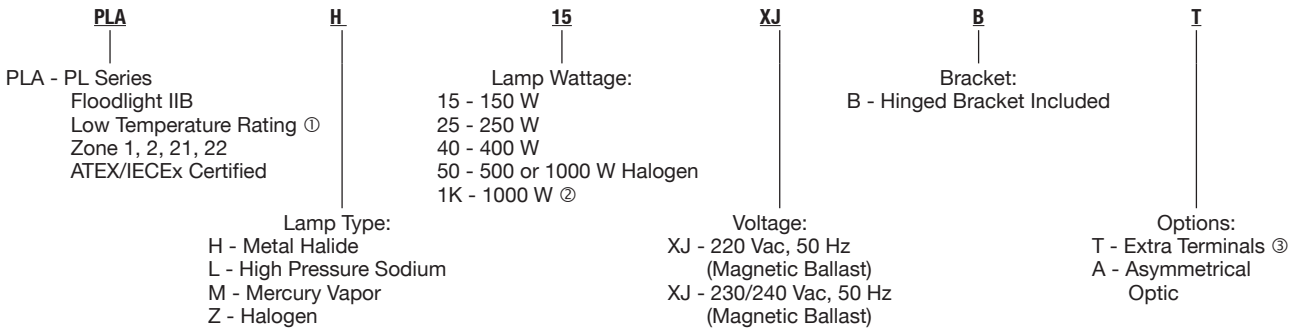 PLA H 15 XJ B T
PLA - PL Series
Floodlight IIB
Low Temperature Rating ①
Zone 1, 2, 21, 22
ATEX/IECEx Certified
Lamp Wattage:
15 - 150 W
25 - 250 W
40 - 400 W
50 - 500 or 1000 W Halogen
1K - 1000 W ②
Bracket:
B - Hinged Bracket Included
Lamp Type:
H - Metal Halide
L - High Pressure Sodium
M - Mercury Vapor
Z - Halogen
Voltage:
XJ - 220 Vac, 50 Hz
(Magnetic Ballast)
XJ - 230/240 Vac, 50 Hz
(Magnetic Ballast)
Options:
T - Extra Terminals ③
A - Asymmetrical
Optic